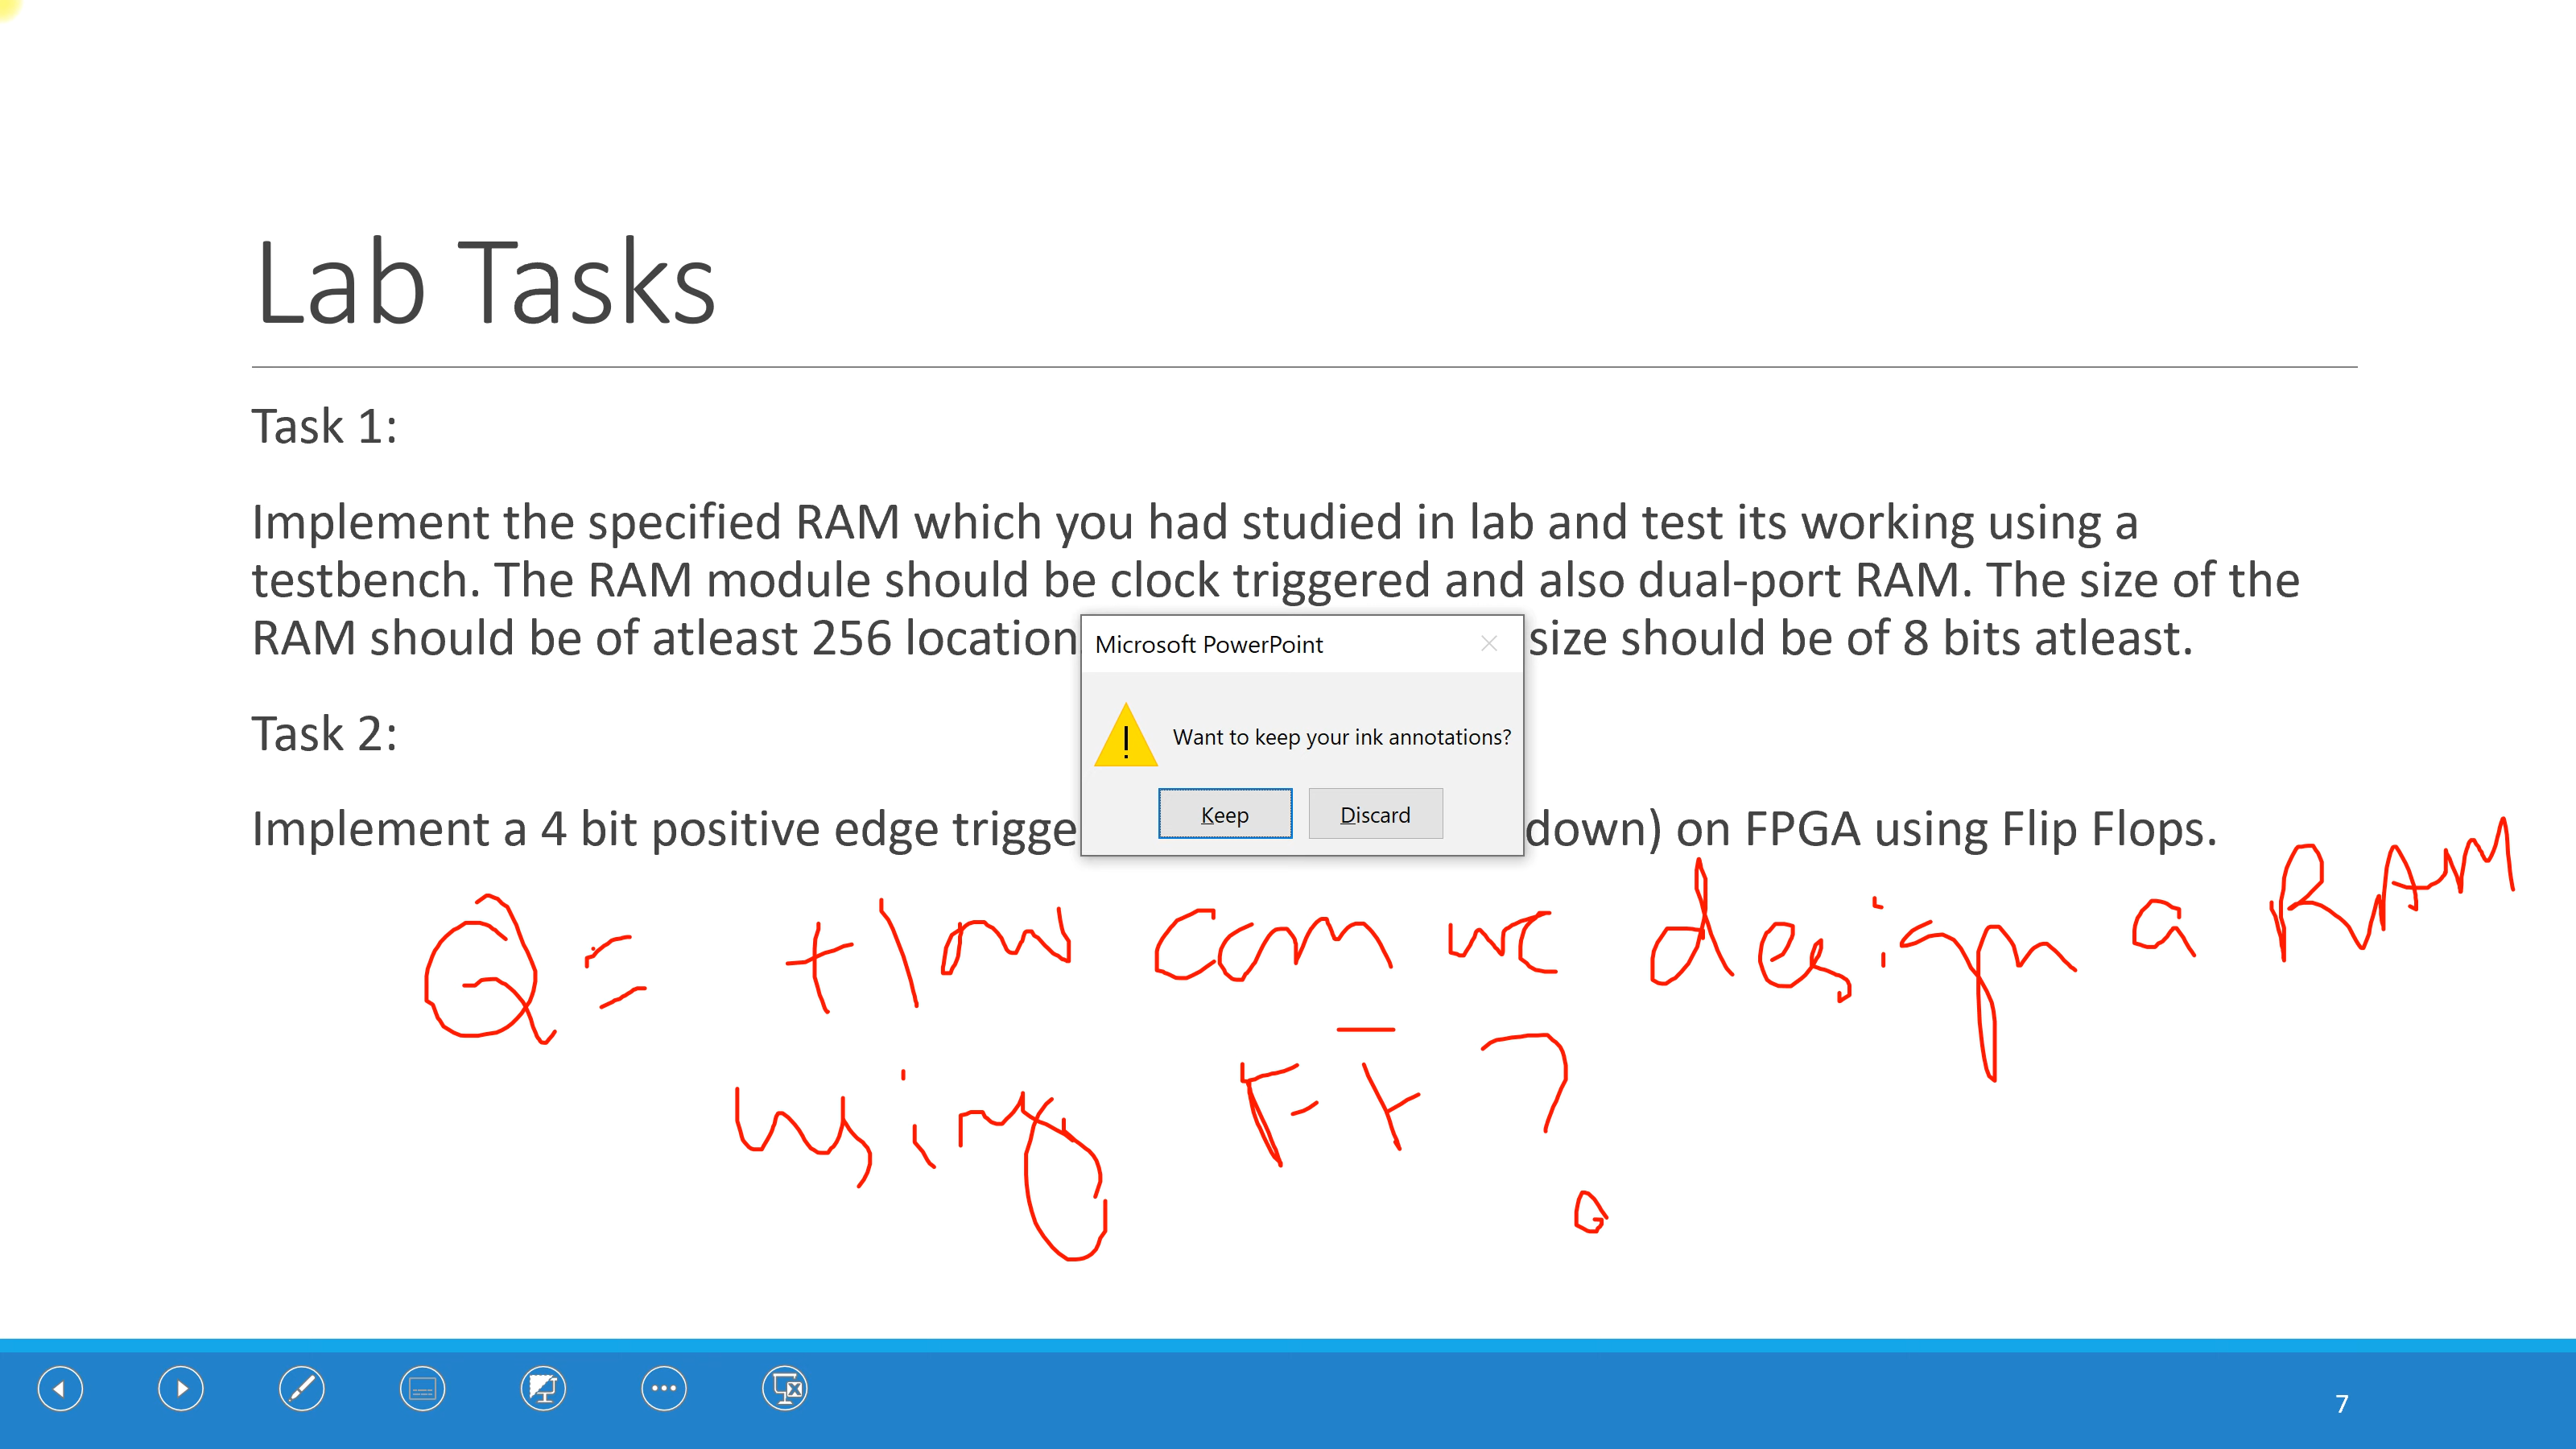 Lab Tasks
Task 1:
Implement the specified RAM which you had studied in lab and test its working using a
testbench. The RAM module should be clock triggered and also dual-port RAM. The size of the
RAM should be of atleast 256 location size should be of 8 bits atleast.
Microsoft PowerPoint
Want to keep your ink annotations?
Keep Discard
Task 2:
Implement a 4 bit positive edge trigge down) on FPGA using Flip Flops.
Q = How can we design a RAM
using FF ?
7